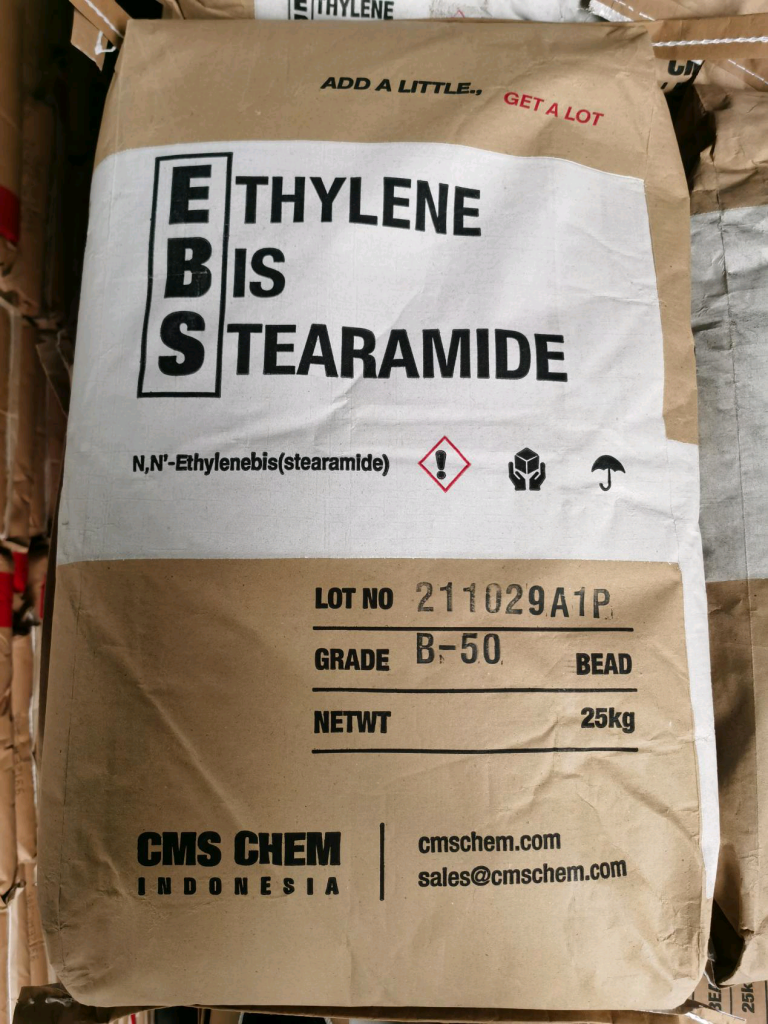 THYLENE
ADD A LITTLE., GET A LOT
ETHYLENE
BIS
STEARAMIDE
N,N'-Ethylenebis(stearamide)
LOT NO 211029A1P
GRADE B-50 BEAD
NETWT 25kg
CMS CHEM
INDONESIA
cmschem.com
sales@cmschem.com